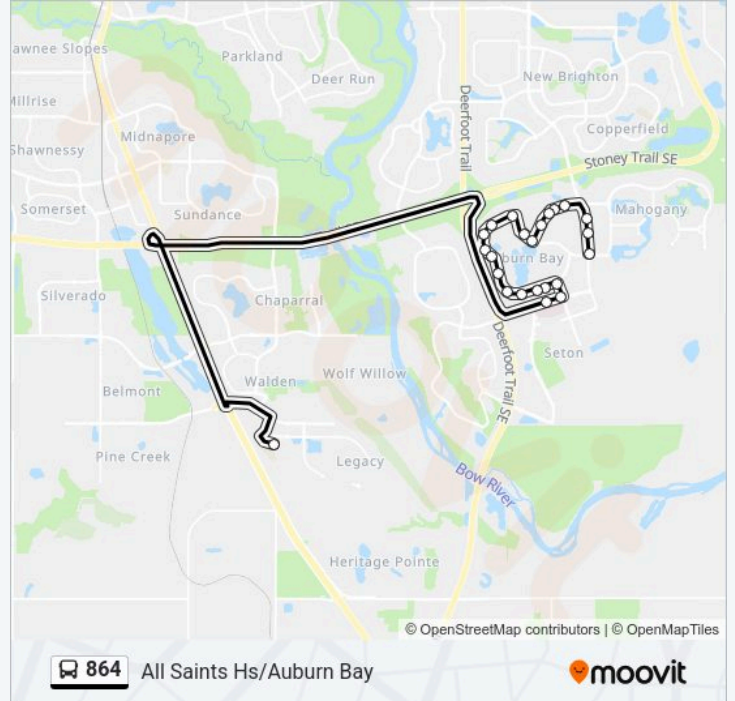 awnee Slopes
Parkland
Deer Run
New Brighton
Millrise
Deerfoot Trail
Midnapore
Copperfield
Shawnessy
Stoney Trail SE
Somerset
Sundance
Mahogany
burn Bay
Silverado
Chaparral
Deerfoot Trail SE
Seton
Belmont
Walden
Wolf Willow
Pine Creek
Legacy
Bow River
Heritage Pointe
© OpenStreetMap contributors | © OpenMapTiles
864 All Saints Hs/Auburn Bay
moovit